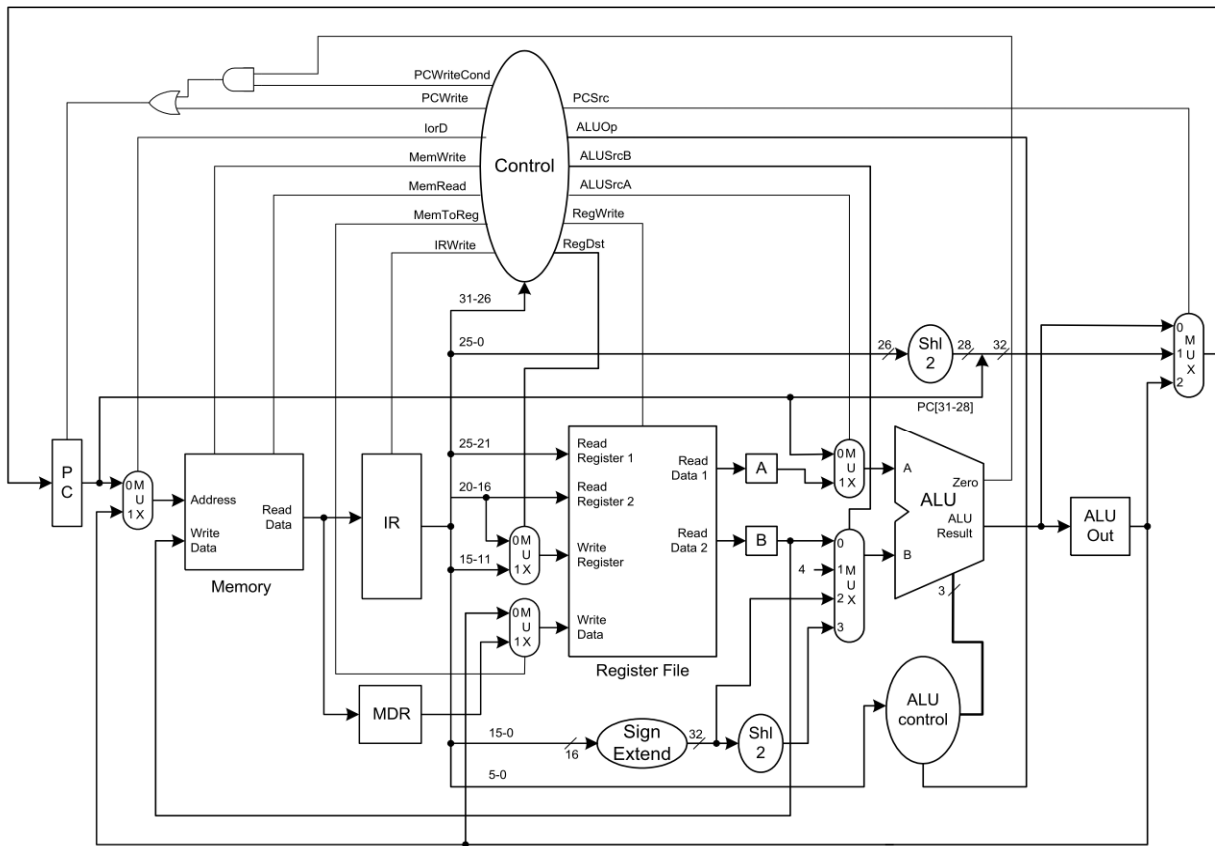 PCWriteCond
PCWrite
IorD
MemWrite
MemRead
MemToReg
IRWrite
Control
PCSrc
ALUOp
ALUSrcB
ALUSrcA
RegWrite
RegDst
31-26
25-0
26
Shl
2
28
32
PC[31-28]
0
1
2
M
U
X
25-21
20-16
15-11
P
C
0 M
U
1 X
Address
Write
Data
Read
Data
Memory
IR
0 M
U
1 X
0 M
U
1 X
MDR
Read
Register 1
Read
Register 2
Write
Register
Write
Data
Read
Data 1
Read
Data 2
Register File
A
B
0 M
U
1 X
0
4
1 M
U
2 X
3
A
B
ALU
Zero
ALU
Result
3
ALU
Out
ALU
control
15-0
16
Sign
Extend
32
Shl
2
5-0